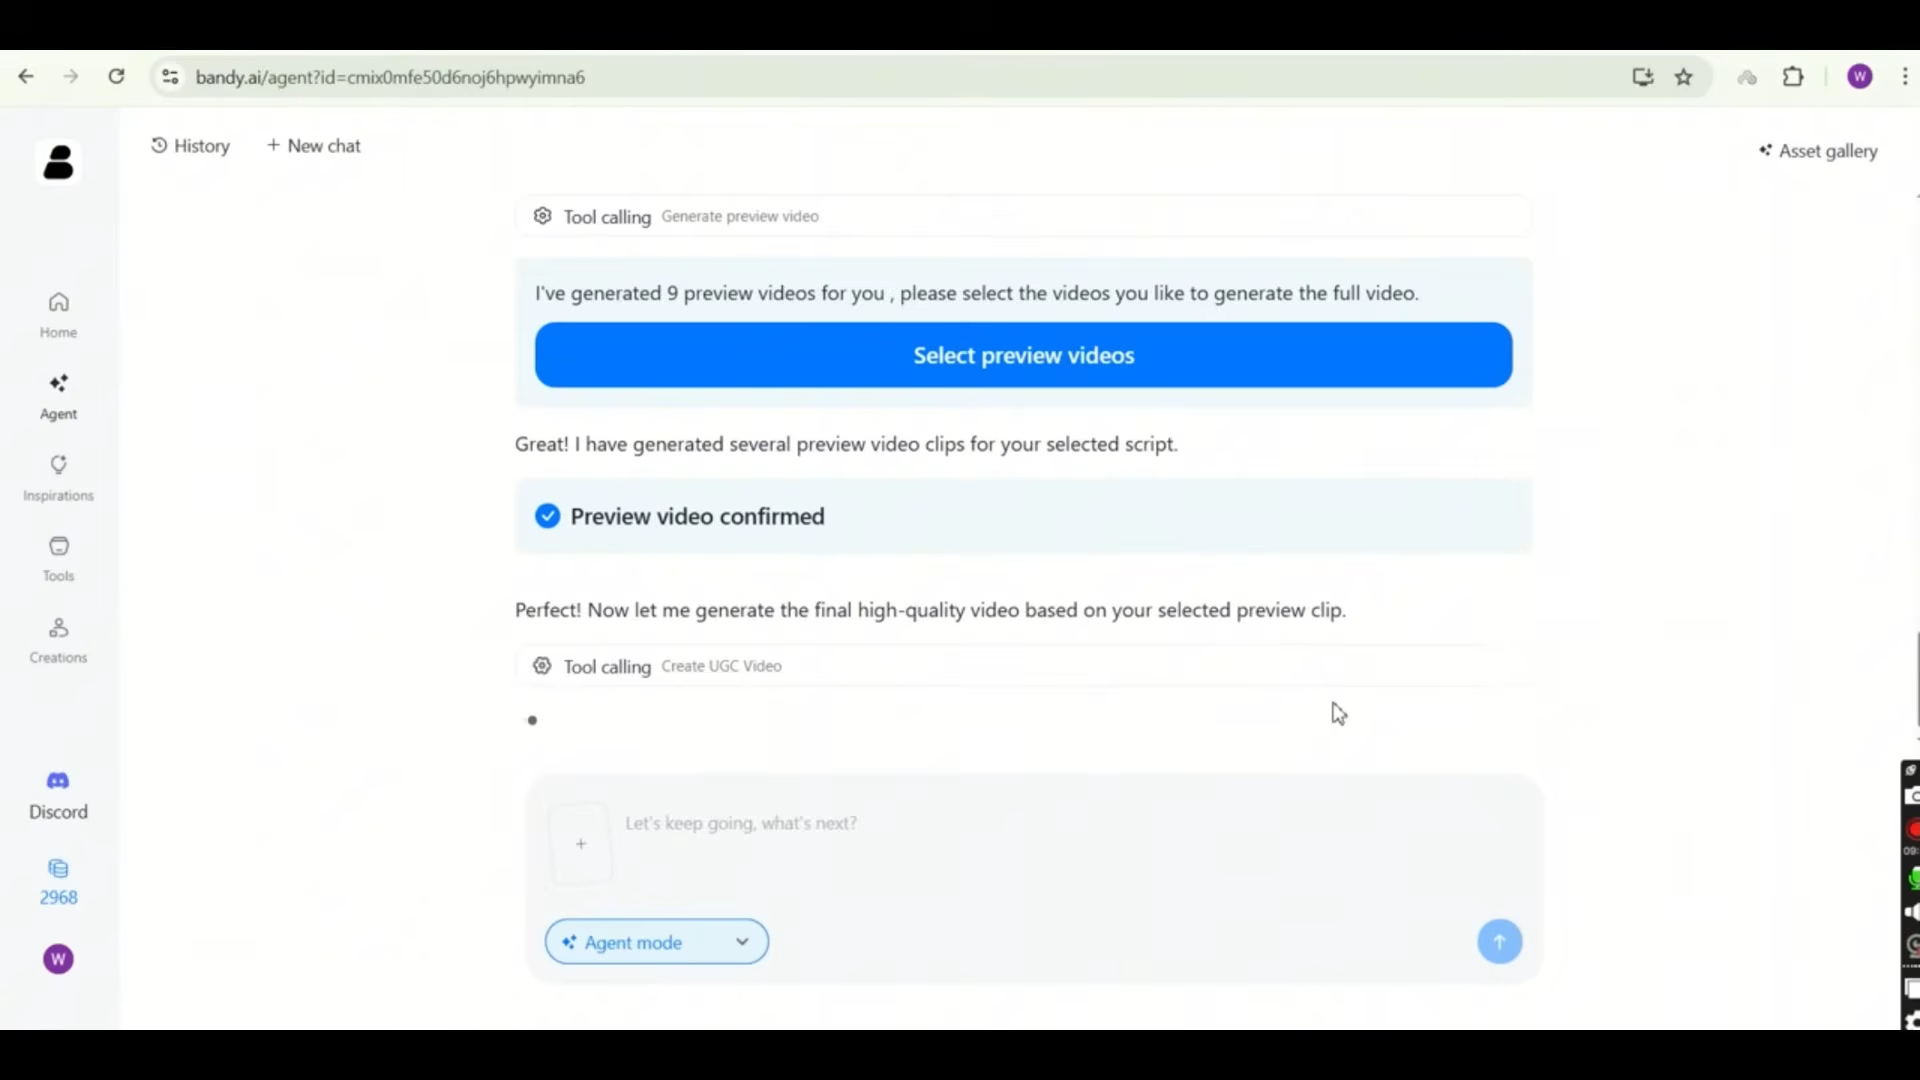 bandy.ai/agent?id=cmix0mfe50d6noj6hpwyimna6
W
History
+ New chat
Asset gallery
Tool calling Generate preview video
I've generated 9 preview videos for you , please select the videos you like to generate the full video.
Select preview videos
Great! I have generated several preview video clips for your selected script.
Preview video confirmed
Perfect! Now let me generate the final high-quality video based on your selected preview clip.
Tool calling Create UGC Video
Let's keep going, what's next?
Agent mode
Home
Agent
Inspirations
Tools
Creations
Discord
2968
W
09: